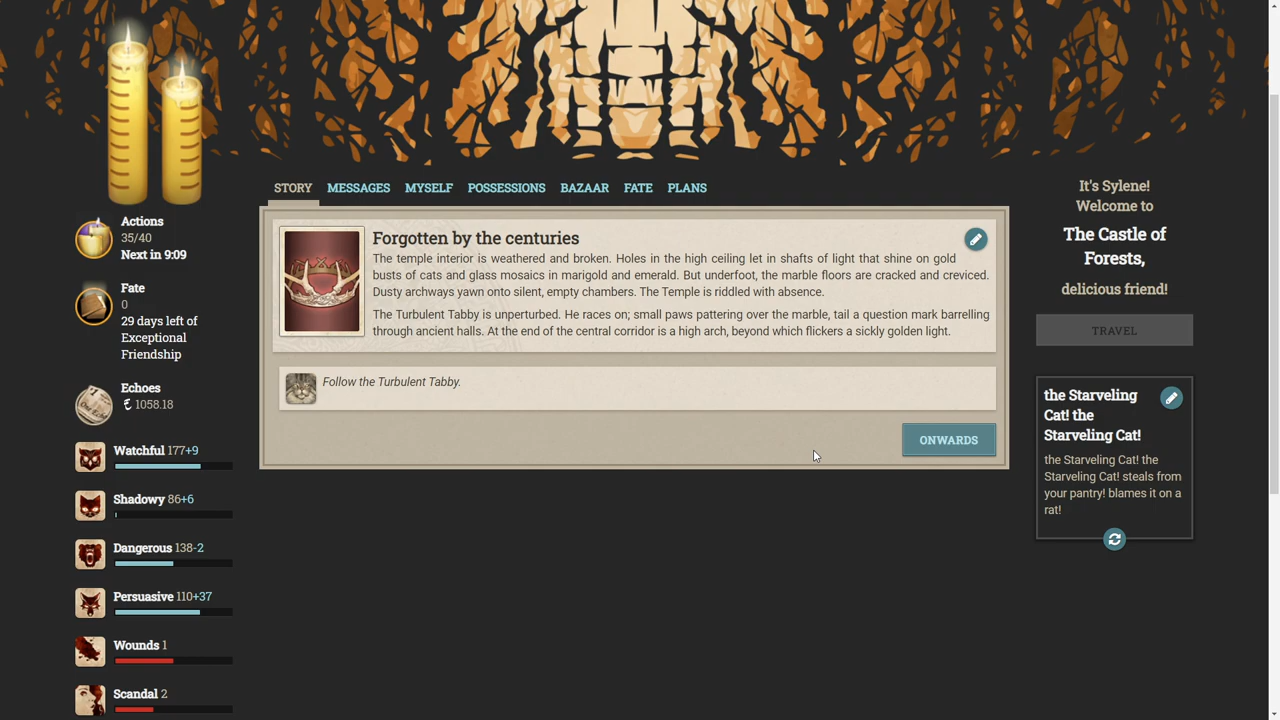 STORY MESSAGES MYSELF POSSESSIONS BAZAAR FATE PLANS
Actions
35/40
Next in 9:09
Fate
0
29 days left of
Exceptional
Friendship
Echoes
1058.18
Watchful 177+9
Shadowy 86+6
Dangerous 138-2
Persuasive 110+37
Wounds 1
Scandal 2
Forgotten by the centuries
The temple interior is weathered and broken. Holes in the high ceiling let in shafts of light that shine on gold
busts of cats and glass mosaics in marigold and emerald. But underfoot, the marble floors are cracked and creviced.
Dusty archways yawn onto silent, empty chambers. The Temple is riddled with absence.
The Turbulent Tabby is unperturbed. He races on; small paws pattering over the marble, tail a question mark barrelling
through ancient halls. At the end of the central corridor is a high arch, beyond which flickers a sickly golden light.
Follow the Turbulent Tabby.
ONWARDS
It's Sylene!
Welcome to
The Castle of
Forests,
delicious friend!
TRAVEL
the Starveling
Cat! the
Starveling Cat!
the Starveling Cat! the
Starveling Cat! steals from
your pantry! blames it on a
rat!